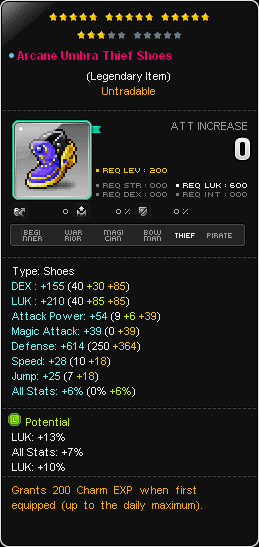 Arcane Umbra Thief Shoes
(Legendary Item)
Untradable
ATT INCREASE
0
REQ LEV : 200
REQ STR : 000 REQ LUK : 600
REQ DEX : 000 REQ INT : 000
0 0 % 0 %
BEGINNER WARRIOR MAGICIAN BOWMAN THIEF PIRATE
Type: Shoes
DEX : +155 (40 +30 +85)
LUK : +210 (40 +85 +85)
Attack Power: +54 (9 +6 +39)
Magic Attack: +39 (0 +39)
Defense: +614 (250 +364)
Speed: +28 (10 +18)
Jump: +25 (7 +18)
All Stats: +6% (0% +6%)
L Potential
LUK: +13%
All Stats: +7%
LUK: +10%
Grants 200 Charm EXP when first
equipped (up to the daily maximum).